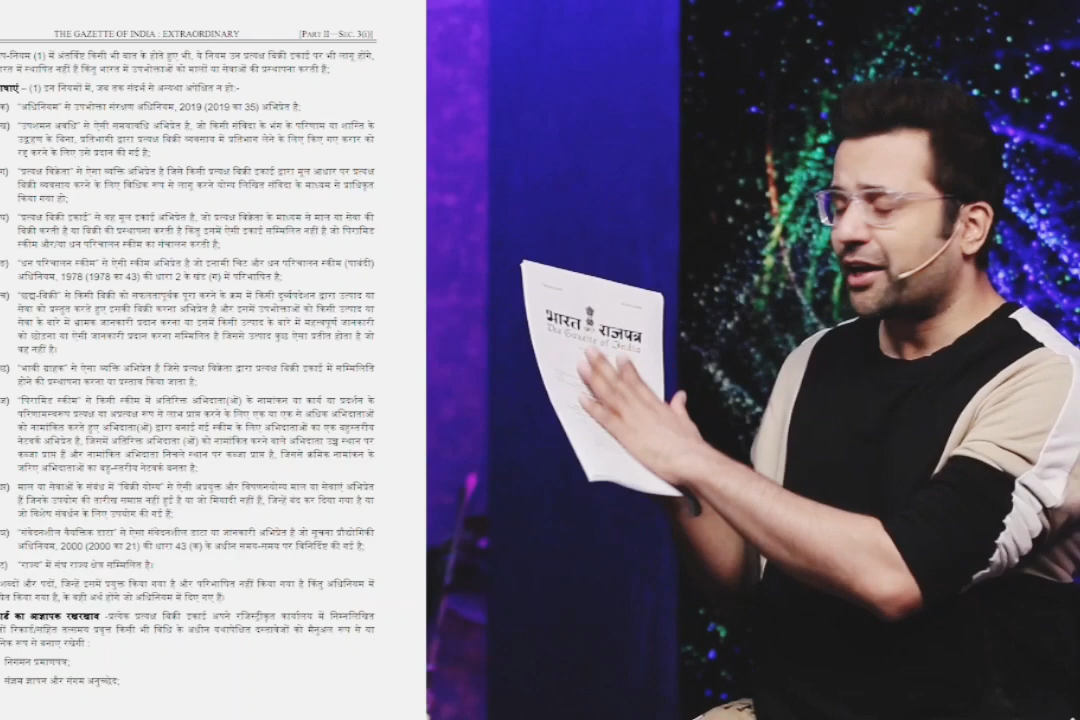 THE GAZETTE OF INDIA : EXTRAORDINARY [PART II—SEC. 3(i)]
प-नियम (1) में अंतर्विष्ट किसी भी बात के होते हुए भी, ये नियम उन प्रत्यक्ष बिक्री इकाई पर भी लागू होंगे,
रत में स्थापित नहीं है किंतु भारत में उपभोक्ताओं को मालों या सेवाओं की प्रस्थापना करती है;
– (1) इन नियमों में, जब तक संदर्भ से अन्यथा अपेक्षित न हो:-
"अधिनियम" से उपभोक्ता संरक्षण अधिनियम, 2019 (2019 का 35) अभिप्रेत है;
"उपशमन अवधि" से ऐसी समयावधि अभिप्रेत है, जो किसी संविदा के भंग के परिणाम या शास्ति के
उद्ग्रहण के बिना, प्रतिभागी द्वारा प्रत्यक्ष बिक्री व्यवसाय में प्रतिभाग लेने के लिए किए गए करार को
रद्द करने के लिए उसे प्रदान की गई है;
"प्रत्यक्ष विक्रेता" से ऐसा व्यक्ति अभिप्रेत है जिसे किसी प्रत्यक्ष बिक्री इकाई द्वारा मूल आधार पर प्रत्यक्ष
बिक्री व्यवसाय करने के लिए विधिक रूप से लागू करने योग्य लिखित संविदा के माध्यम से प्राधिकृत
किया गया हो;
"प्रत्यक्ष बिक्री इकाई" से वह मूल इकाई अभिप्रेत है, जो प्रत्यक्ष विक्रेता के माध्यम से माल या सेवा की
बिक्री करती है या बिक्री की प्रस्थापना करती है किंतु इसमें ऐसी इकाई सम्मिलित नहीं है जो पिरामिड
स्कीम और/या धन परिचालन स्कीम का संचालन करती है;
"धन परिचालन स्कीम" से ऐसी स्कीम अभिप्रेत है जो इनामी चिट और धन परिचालन स्कीम (पाबंदी)
अधिनियम, 1978 (1978 का 43) की धारा 2 के खंड (ग) में परिभाषित है;
"छद्म-बिक्री" से किसी बिक्री को सफलतापूर्वक पूरा करने के क्रम में किसी दुर्व्यपदेशन द्वारा उत्पाद या
सेवा को प्रस्तुत करते हुए इसकी बिक्री करना अभिप्रेत है और इसमें उपभोक्ताओं को किसी उत्पाद या
सेवा के बारे में भ्रामक जानकारी प्रदान करना या इनमें किसी उत्पाद के बारे में महत्वपूर्ण जानकारी
को छोड़ना या ऐसी जानकारी प्रदान करना सम्मिलित है जिससे उत्पाद कुछ ऐसा प्रतीत होता है जो
वह नहीं है।
"भावी ग्राहक" से ऐसा व्यक्ति अभिप्रेत है जिसे प्रत्यक्ष विक्रेता द्वारा प्रत्यक्ष बिक्री इकाई में सम्मिलित
होने की प्रस्थापना करना या प्रस्ताव किया जाता है;
"पिरामिड स्कीम" से किसी स्कीम में अतिरिक्त अभिदाता(ओं) के नामांकन या कार्य या प्रदर्शन के
परिणामस्वरूप प्रत्यक्ष या अप्रत्यक्ष रूप से लाभ प्राप्त करने के लिए एक या एक से अधिक अभिदाताओं
को नामांकित करते हुए अभिदाता(ओं) द्वारा बनाई गई स्कीम के लिए अभिदाताओं का एक बहुस्तरीय
नेटवर्क अभिप्रेत है, जिसमें अतिरिक्त अभिदाता (ओं) को नामांकित करने वाले अभिदाता उच्च स्थान पर
कब्जा प्राप्त हैं और नामांकित अभिदाता निचले स्थान पर कब्जा प्राप्त है, जिससे क्रमिक नामांकन के
जरिए अभिदाताओं का बहु-स्तरीय नेटवर्क बनता है;
माल या सेवाओं के संबंध में "बिक्री योग्य" से ऐसी अप्रयुक्त और विपणनयोग्य माल या सेवाएं अभिप्रेत
हैं जिनके उपयोग की तारीख समाप्त नहीं हुई है या जो मियादी नहीं हैं, जिन्हें बंद कर दिया गया है या
जो विशेष संवर्धन के लिए उपयोग की गई हैं;
"संवेदनशील वैयक्तिक डाटा" से ऐसा संवेदनशील डाटा या जानकारी अभिप्रेत है जो सूचना प्रौद्योगिकी
अधिनियम, 2000 (2000 का 21) की धारा 43 (क) के अधीन समय-समय पर विनिर्दिष्ट की गई है;
"राज्य" में संघ राज्य क्षेत्र सम्मिलित है।
शब्दों और पदों, जिन्हें इसमें प्रयुक्त किया गया है और परिभाषित नहीं किया गया है किंतु अधिनियम में
किया गया है, के वही अर्थ होंगे जो अधिनियम में दिए गए हैं।
का आज्ञापक रखरखाव -प्रत्येक प्रत्यक्ष बिक्री इकाई अपने रजिस्ट्रीकृत कार्यालय में निम्नलिखित
रिकार्ड/सहित तत्समय प्रवृत्त किसी भी विधि के अधीन यथापेक्षित दस्तावेजों को मैनुअल रूप से या
रूप से बनाए रखेगी :
निगमन प्रमाणपत्र;
संगम ज्ञापन और संगम अनुच्छेद;
भारत राजपत्र
The Gazette of India